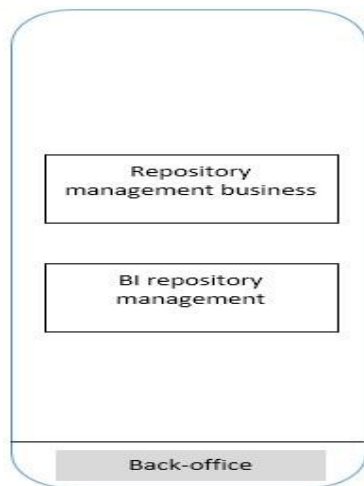 Repository
management business
BI repository
management
Back-office